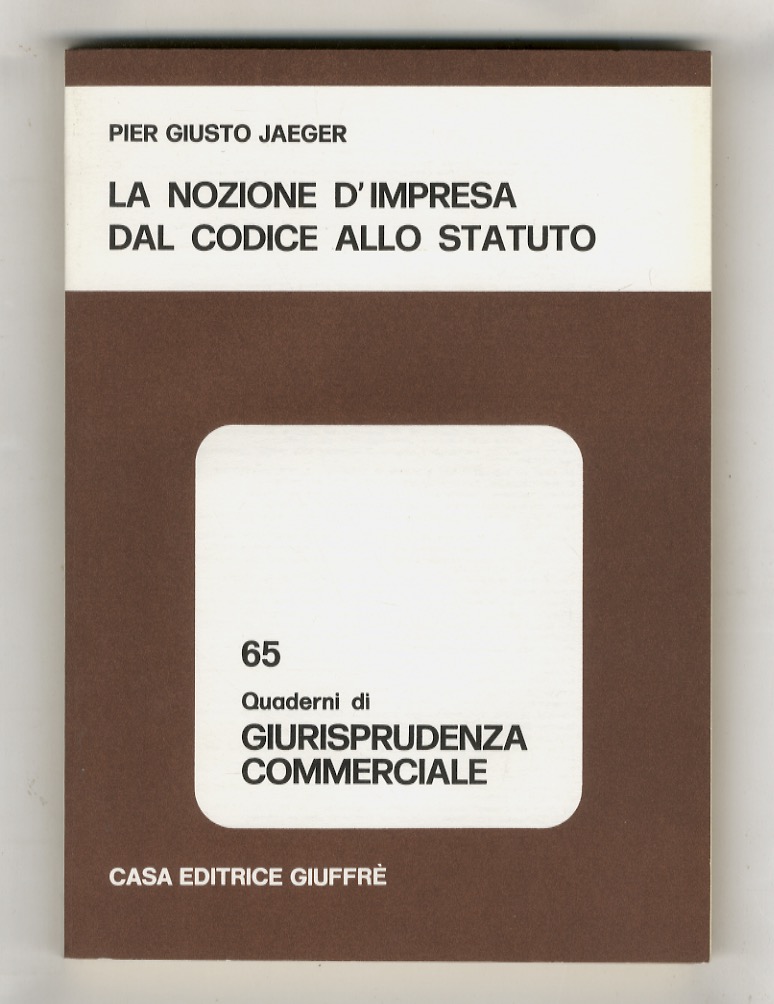 PIER GIUSTO JAEGER
LA NOZIONE D'IMPRESA
DAL CODICE ALLO STATUTO
65
Quaderni di
GIURISPRUDENZA
COMMERCIALE
CASA EDITRICE GIUFFRÈ